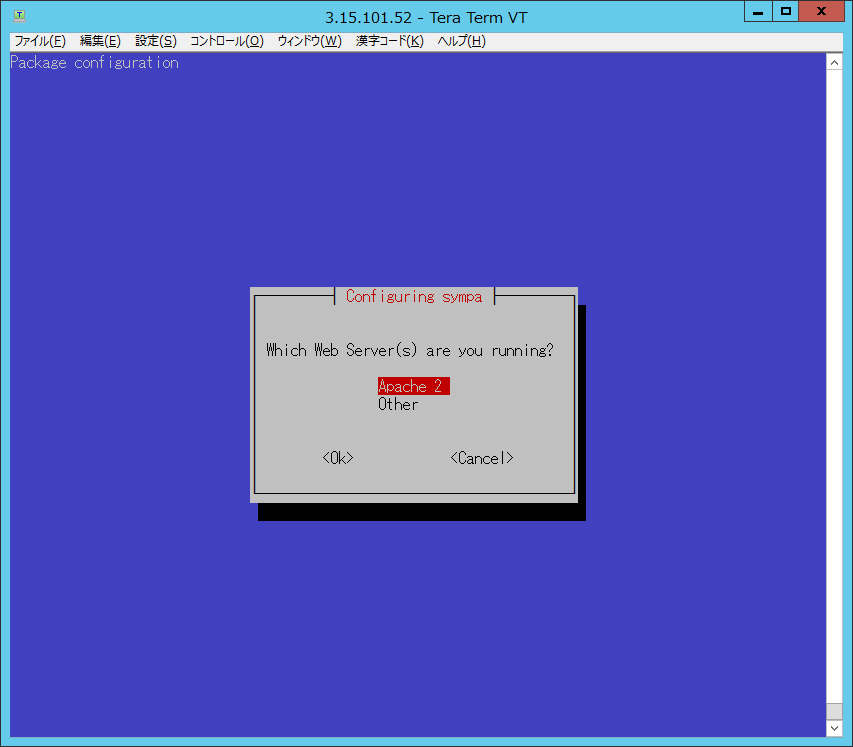 3.15.101.52 - Tera Term VT
ファイル(F) 編集(E) 設定(S) コントロール(O) ウィンドウ(W) 漢字コード(K) ヘルプ(H)
Package configuration
Configuring sympa
Which Web Server(s) are you running?
Apache 2
Other
<Ok> <Cancel>